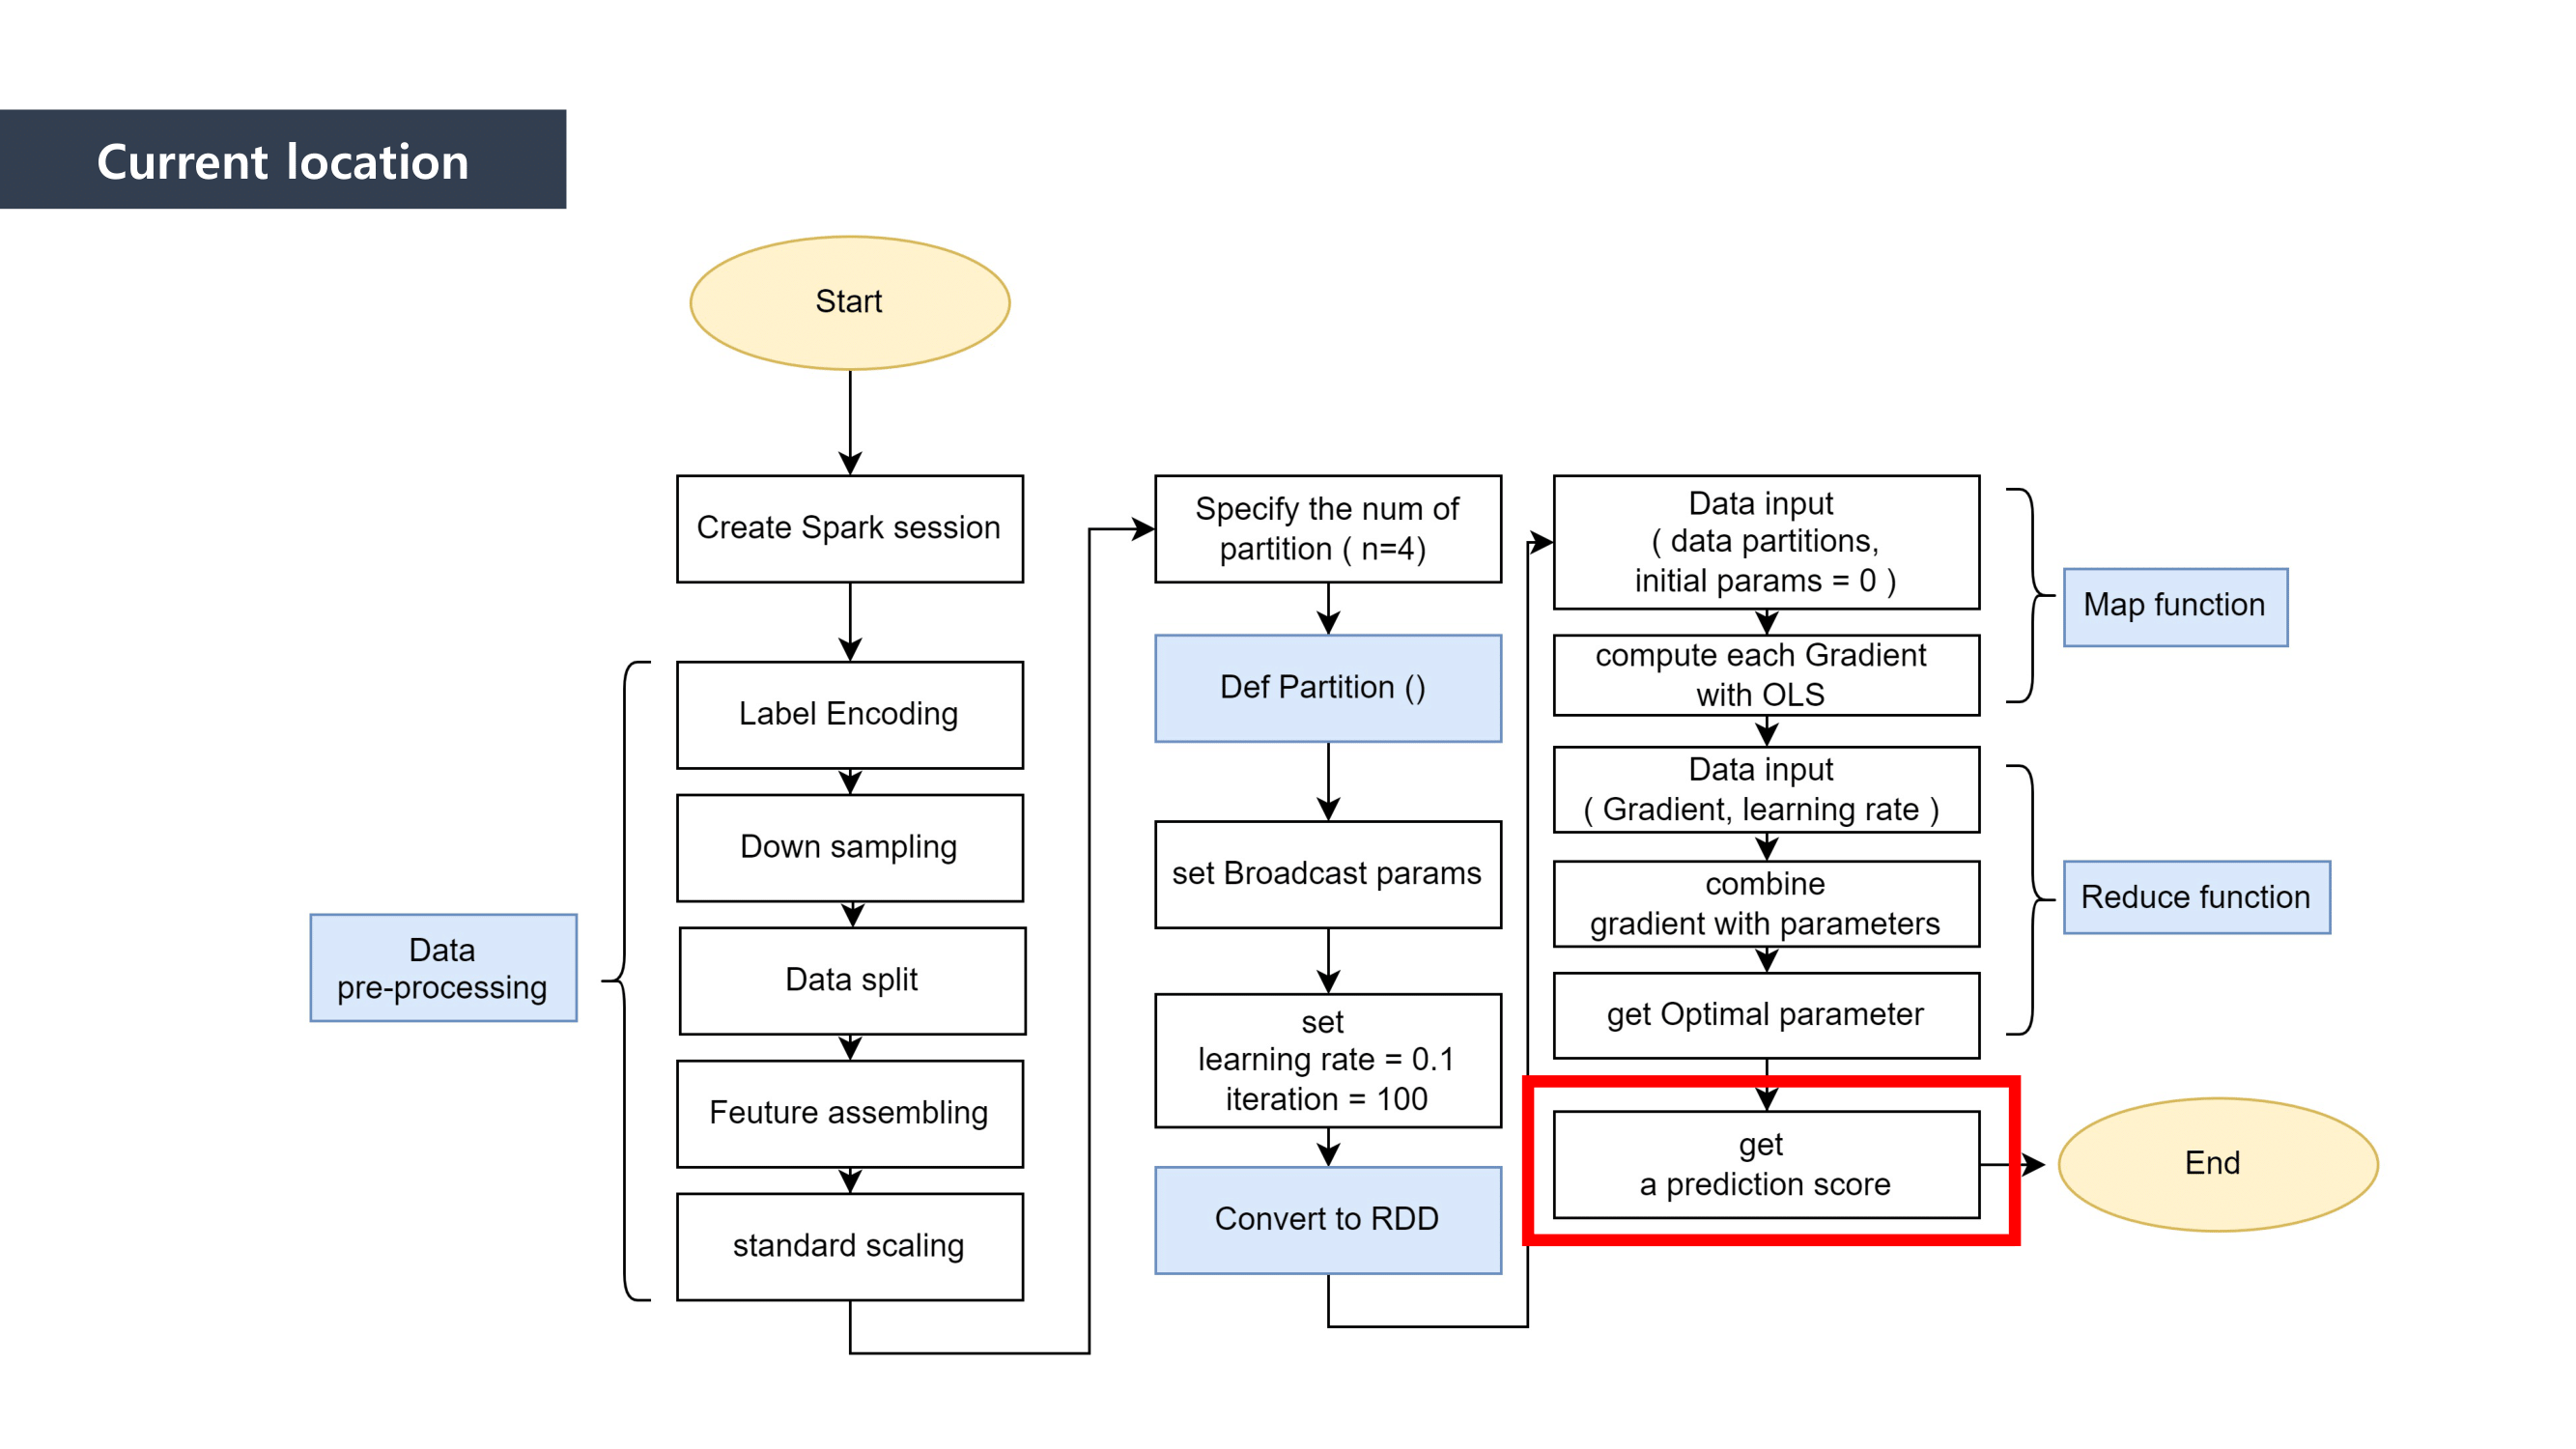 Current location
Start
Create Spark session
Label Encoding
Down sampling
Data split
Feuture assembling
standard scaling
Data
pre-processing
Specify the num of
partition ( n=4)
Def Partition ()
set Broadcast params
set
learning rate = 0.1
iteration = 100
Convert to RDD
Data input
( data partitions,
initial params = 0 )
compute each Gradient
with OLS
Map function
Data input
( Gradient, learning rate )
combine
gradient with parameters
get Optimal parameter
Reduce function
get
a prediction score
End